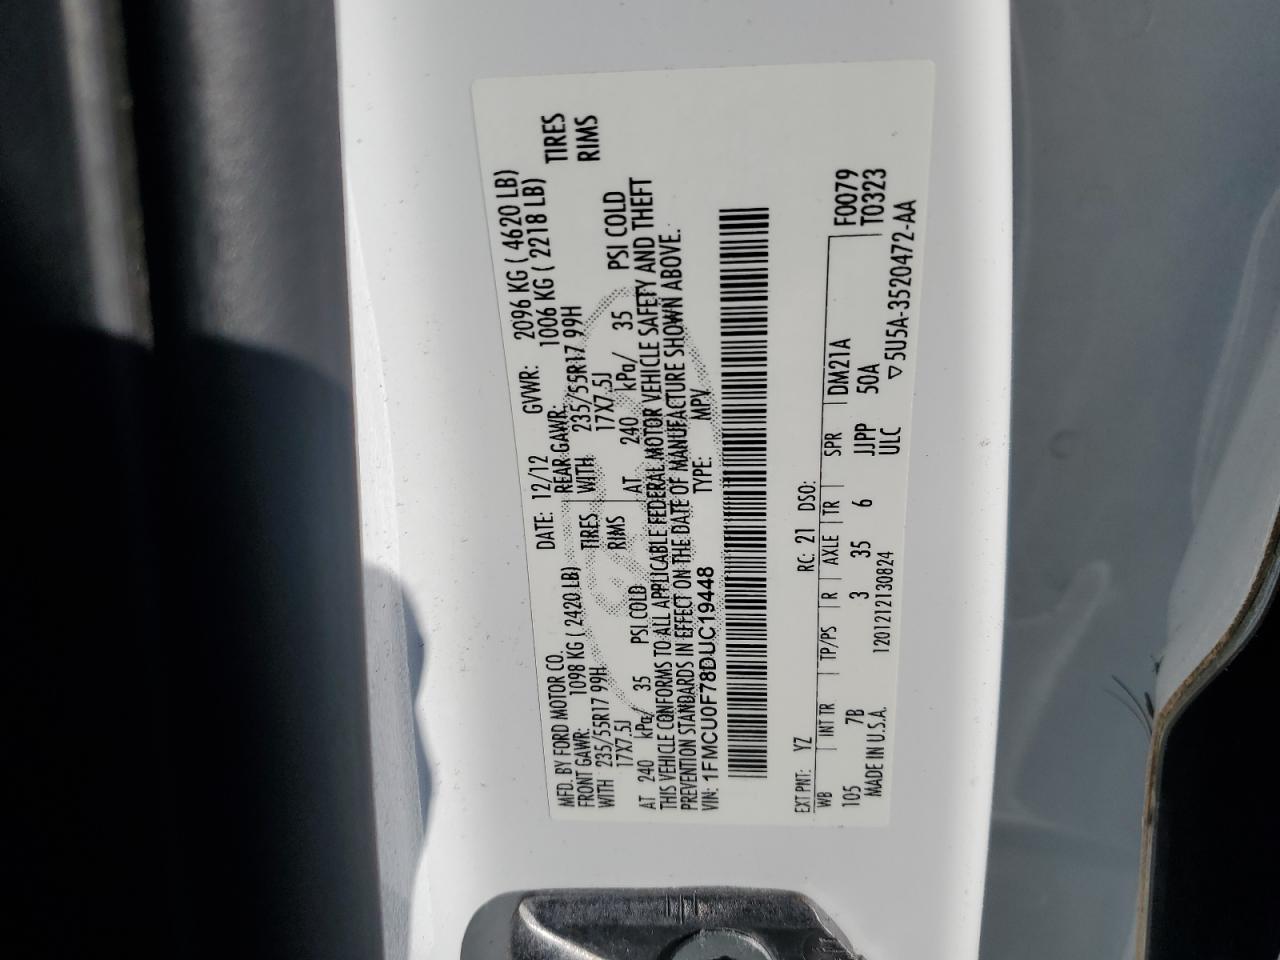 MFD. BY FORD MOTOR CO. DATE: 12/12 GVWR: 2096 KG ( 4620 LB)
FRONT GAWR: 1098 KG ( 2420 LB) REAR GAWR: 1006 KG ( 2218 LB)
WITH 235/55R17 99H TIRES WITH 235/55R17 99H TIRES
17X7.5J RIMS 17X7.5J RIMS
AT 240 kPa/ 35 PSI COLD AT 240 kPa/ 35 PSI COLD
THIS VEHICLE CONFORMS TO ALL APPLICABLE FEDERAL MOTOR VEHICLE SAFETY AND THEFT
PREVENTION STANDARDS IN EFFECT ON THE DATE OF MANUFACTURE SHOWN ABOVE.
VIN: 1FMCU0F78DUC19448 TYPE: MPV
EXT PNT: YZ RC: 21 DSO: F0079
WB INT TR TP/PS R AXLE TR SPR DM21A T0323
105 7B 3 35 6 JJPP 50A
MADE IN U.S.A. 120121213 0824 ULC ▽5U5A-3520472-AA